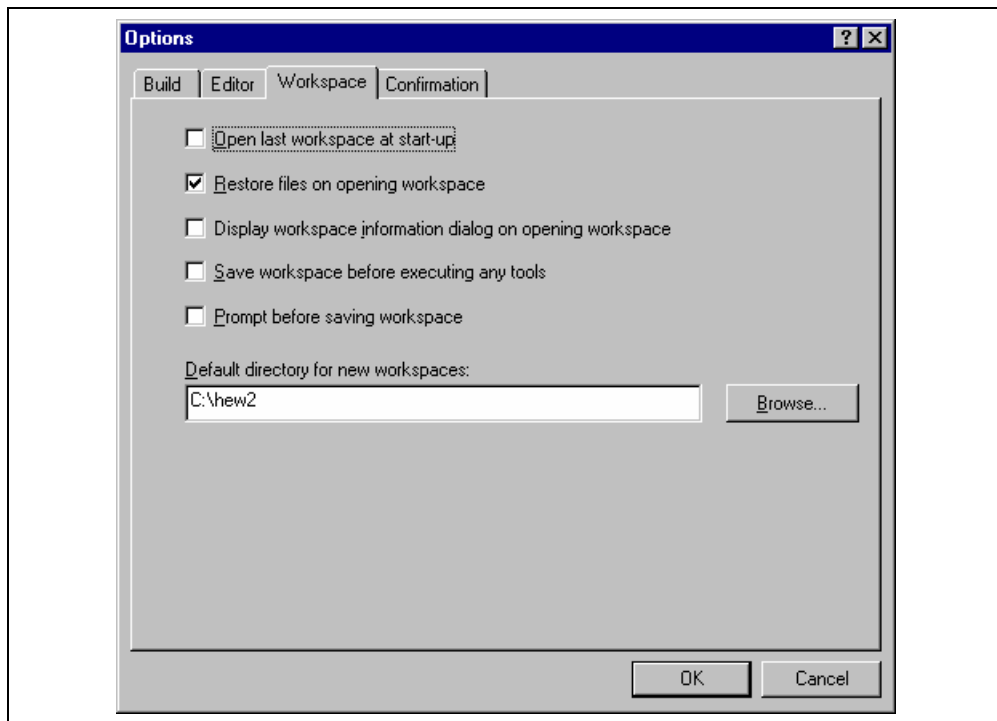 Options
Build Editor Workspace Confirmation
Open last workspace at start-up
Restore files on opening workspace
Display workspace information dialog on opening workspace
Save workspace before executing any tools
Prompt before saving workspace
Default directory for new workspaces:
C:\hew2 Browse...
OK Cancel